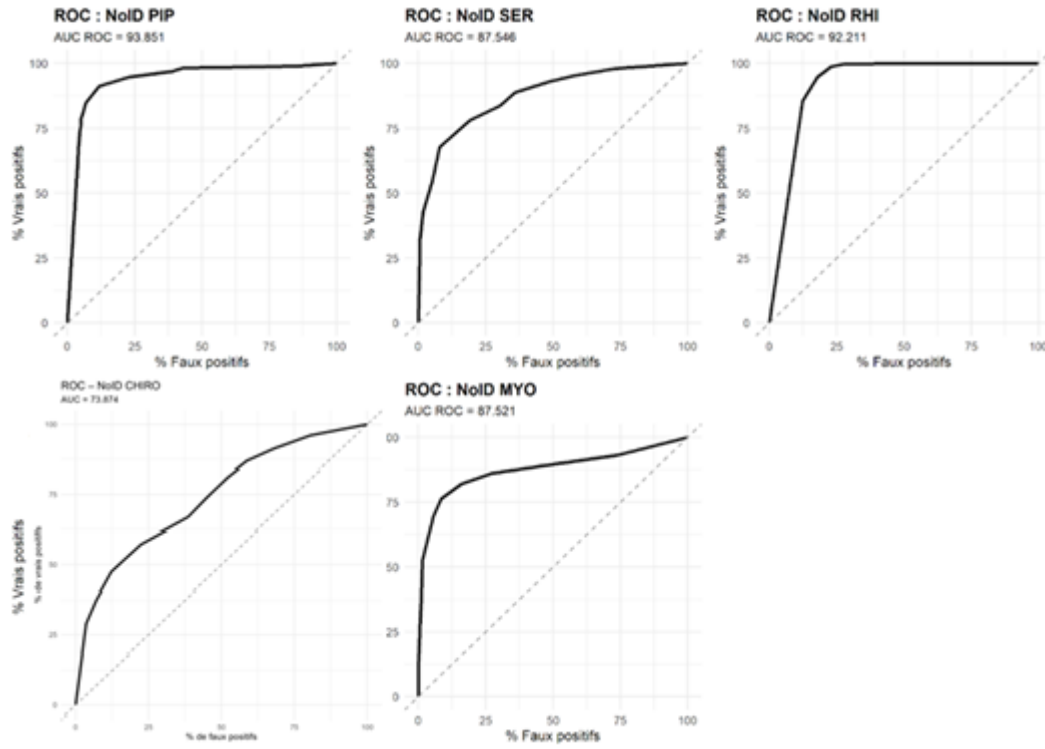 ROC : NoID PIP
AUC ROC = 93.851
100
75
50
25
0
% Vrais positifs
0 25 50 75 100
% Faux positifs
ROC : NoID SER
AUC ROC = 87.546
100
75
50
25
0
% Vrais positifs
0 25 50 75 100
% Faux positifs
ROC : NoID RHI
AUC ROC = 92.211
100
75
50
25
0
% Vrais positifs
0 25 50 75 100
% Faux positifs
ROC – NoID CHIRO
AUC = 73.874
100
75
50
25
0
% Vrais positifs
0 25 50 75 100
% de faux positifs
ROC : NoID MYO
AUC ROC = 87.521
00
75
50
25
0
% Vrais positifs
0 25 50 75 100
% Faux positifs